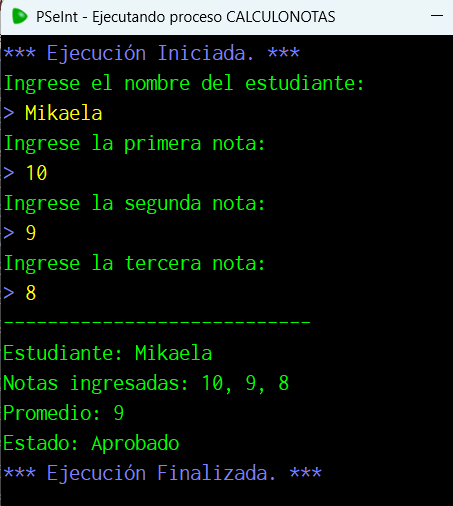 PSeInt - Ejecutando proceso CALCULONOTAS
*** Ejecución Iniciada. ***
Ingrese el nombre del estudiante:
> Mikaela
Ingrese la primera nota:
> 10
Ingrese la segunda nota:
> 9
Ingrese la tercera nota:
> 8
----------------------------
Estudiante: Mikaela
Notas ingresadas: 10, 9, 8
Promedio: 9
Estado: Aprobado
*** Ejecución Finalizada. ***